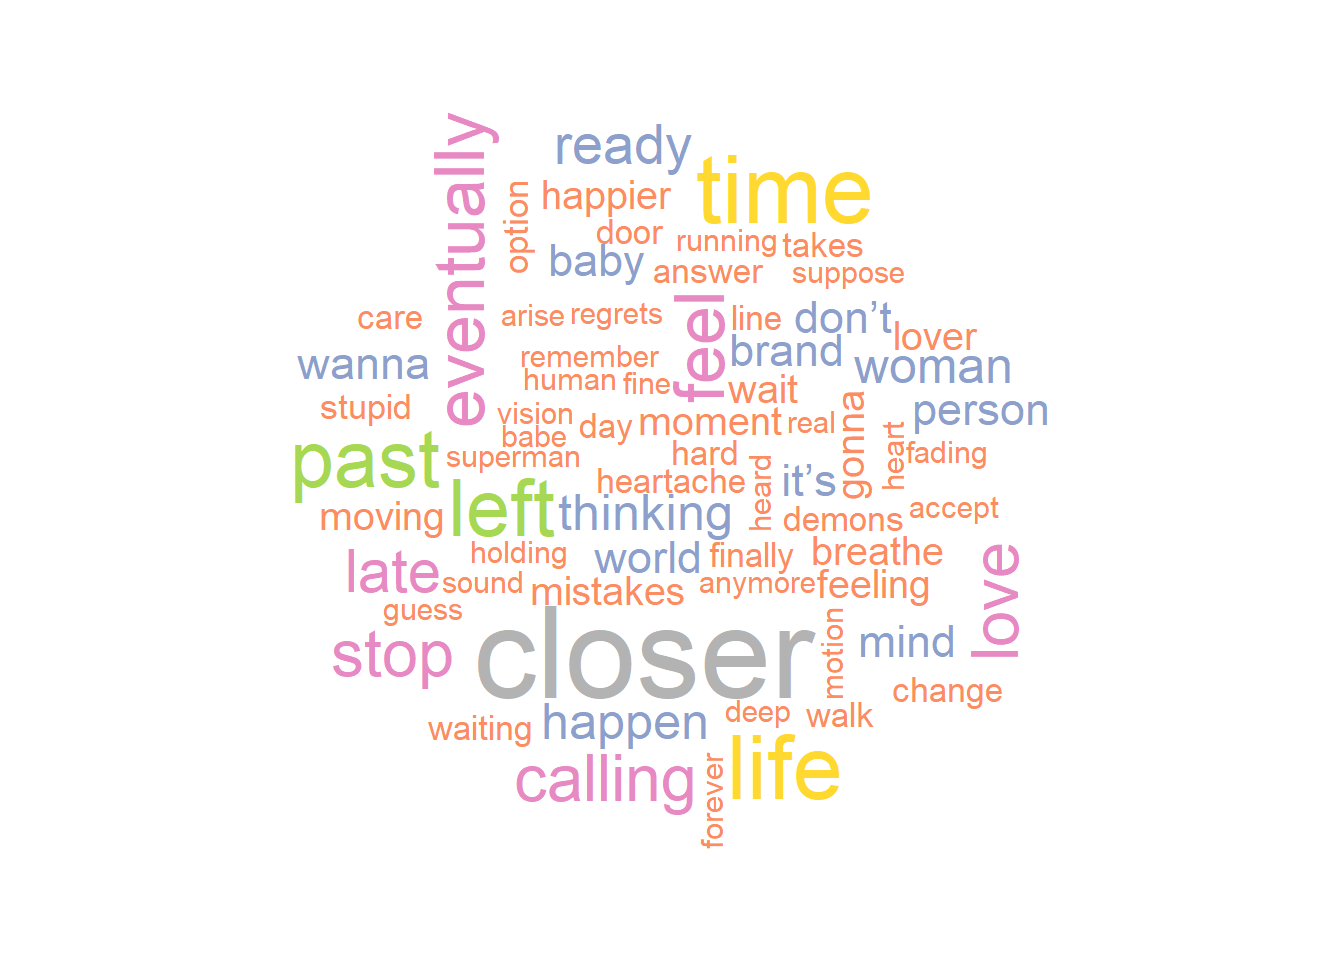 eventually
ready
time
option
happier
door
running
takes
baby
answer
suppose
care
arise
regrets
feel
line
don’t
lover
wanna
remember
brand
woman
human
fine
wait
stupid
vision
day
moment
real
gonna
person
babe
past
superman
hard
heart
fading
heartache
heard
it’s
left
thinking
moving
demons
accept
holding
world
finally
breathe
late
sound
mistakes
anymore
feeling
love
guess
stop
closer
motion
mind
change
waiting
happen
deep
walk
calling
forever
life